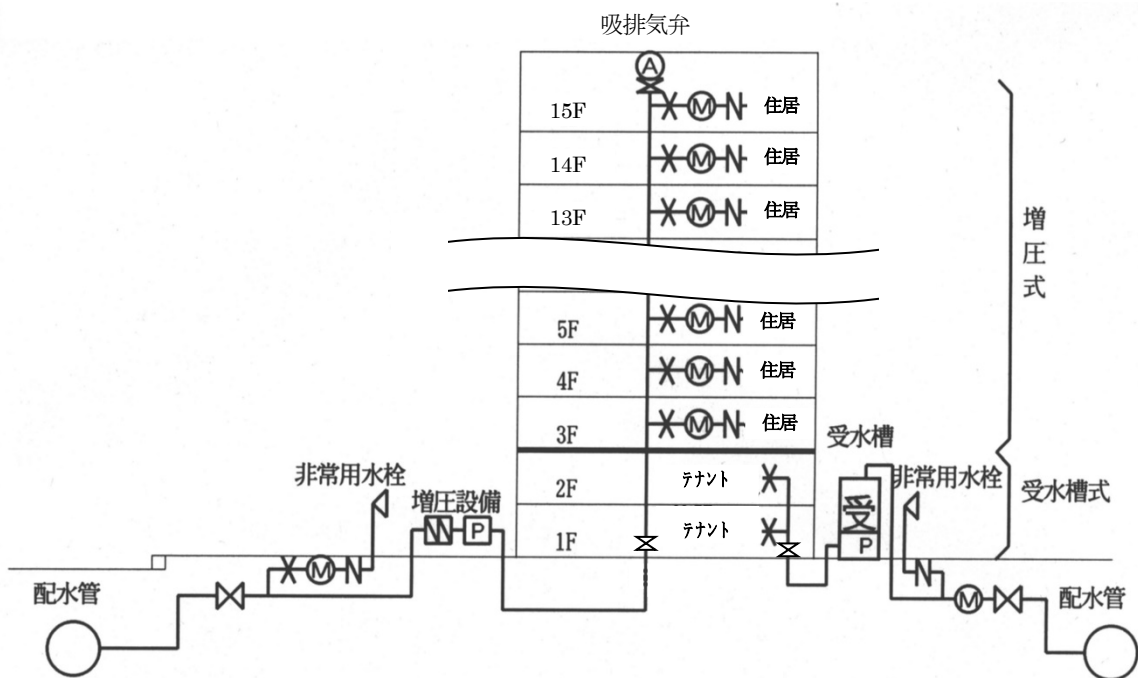 吸排気弁
A
15F M N 住居
14F M N 住居
13F M N 住居
増圧式
5F M N 住居
4F M N 住居
3F M N 住居
受水槽
非常用水栓
増圧設備
P
2F テナント
受
P
非常用水栓
受水槽式
1F テナント
M N
N
M
配水管
配水管